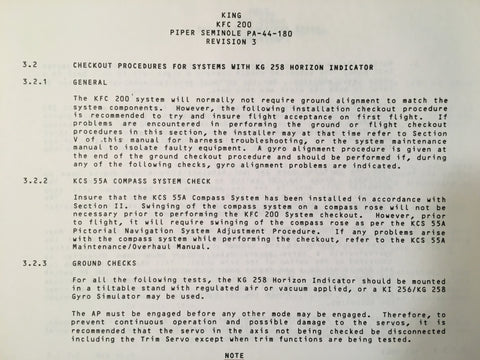 KING
KFC 200
PIPER SEMINOLE PA-44-180
REVISION 3
3.2 CHECKOUT PROCEDURES FOR SYSTEMS WITH KG 258 HORIZON INDICATOR
3.2.1 GENERAL
The KFC 200 system will normally not require ground alignment to match the
system components. However, the following installation checkout procedure
is recommended to try and insure flight acceptance on first flight. If
problems are encountered in performing the ground or flight checkout
procedures in this section, the installer may at that time refer to Section
V of this manual for harness troubleshooting, or the system maintenance
manual to isolate faulty equipment. A gyro alignment procedure is given at
the end of the ground checkout procedure and should be performed if, during
any of the following checks, gyro alignment problems are indicated.
3.2.2 KCS 55A COMPASS SYSTEM CHECK
Insure that the KCS 55A Compass System has been installed in accordance with
Section II. Swinging of the compass system on a compass rose will not be
necessary prior to performing the KFC 200 System checkout. However, prior
to flight, it will require swinging of the compass rose as per the KCS 55A
Pictorial Navigation System Adjustment Procedure. If any problems arise
with the compass system while performing the checkout, refer to the KCS 55A
Maintenance/Overhaul Manual.
3.2.3 GROUND CHECKS
For all the following tests, the KG 258 Horizon Indicator should be mounted
in a tiltable stand with regulated air or vacuum applied, or a KI 256/KG 258
Gyro Simulator may be used.
The AP must be engaged before any other mode may be engaged. Therefore, to
prevent continuous operation and possible damage to the servos, it is
recommended that the servo in the axis not being checked be disconnected
including the Trim Servo except when trim functions are being tested.
NOTE